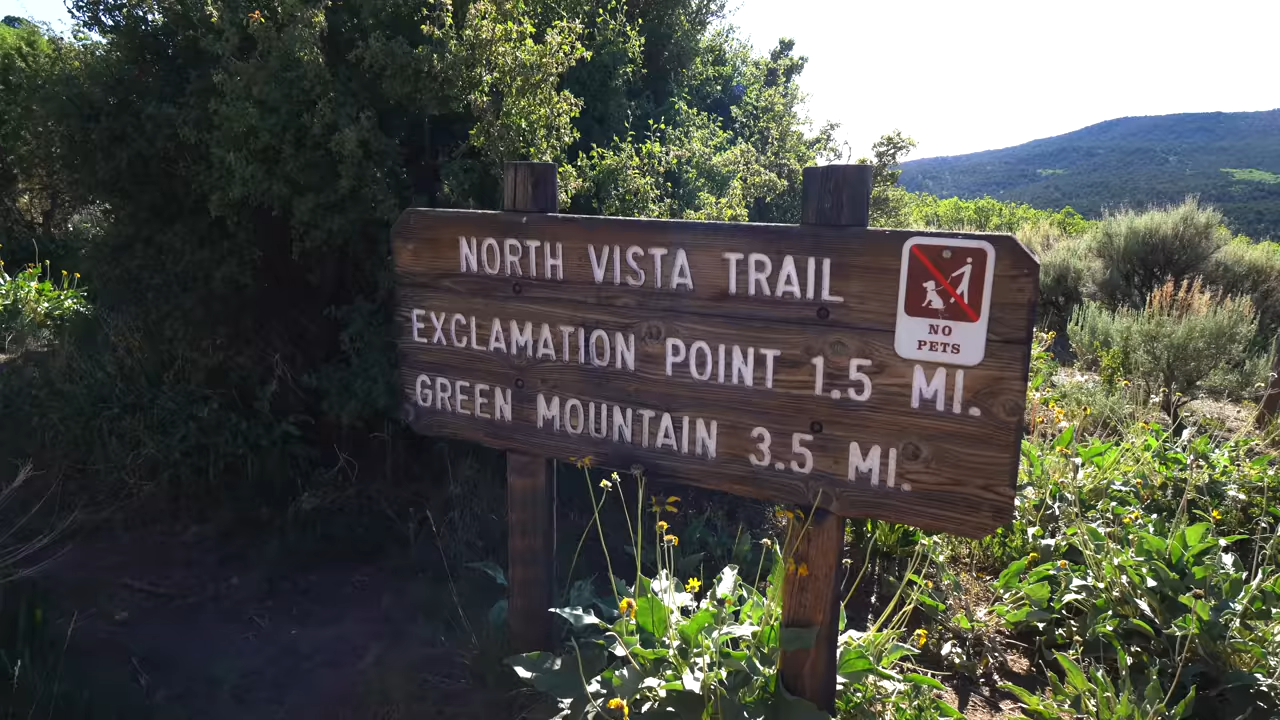 NORTH VISTA TRAIL
EXCLAMATION POINT 1.5 MI.
GREEN MOUNTAIN 3.5 MI.
NO
PETS